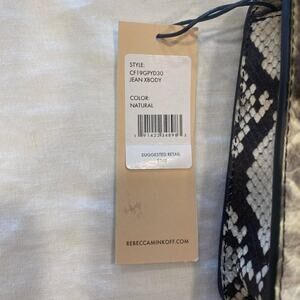 STYLE:
CF19GPYD30
JEAN XBODY
COLOR:
NATURAL
SUGGESTED RETAIL
REBECCAMINKOFF.COM